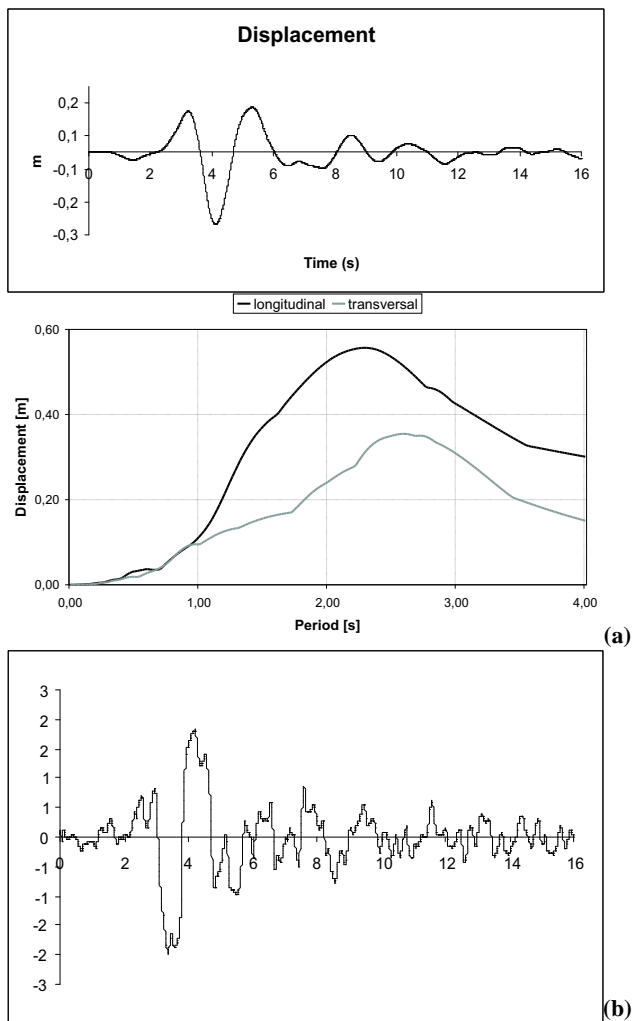 Displacement
0,2
0,1
m
-0,1
-0,2
-0,3
0 2 4 6 8 10 12 14 16
Time (s)
longitudinal transversal
0,60
0,40
0,20
0,00
Displacement [m]
0,00 1,00 2,00 3,00 4,00
Period [s]
(a)
3
2
2
1
1
0
-1
-1
-2
-2
-3
0 2 4 6 8 10 12 14 16
(b)